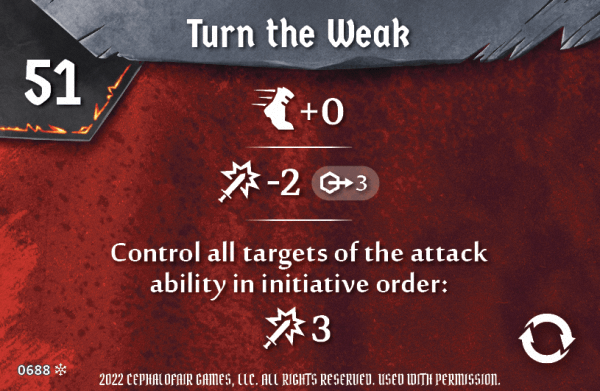 Turn the Weak
51
+0
-2 3
Control all targets of the attack
ability in initiative order:
3
0688
2022 CEPHALOFAIR GAMES, LLC. ALL RIGHTS RESERVED. USED WITH PERMISSION.